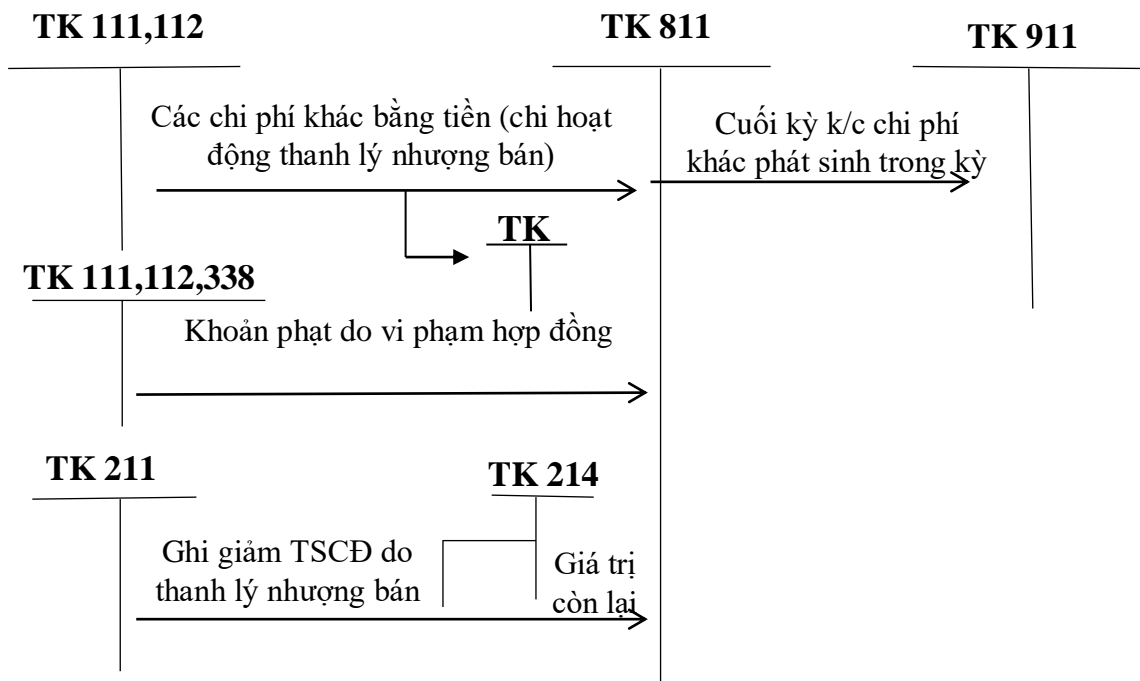 TK 111,112
TK 811
TK 911
Các chi phí khác bằng tiền (chi hoạt
động thanh lý nhượng bán)
Cuối kỳ k/c chi phí
khác phát sinh trong kỳ
TK
TK 111,112,338
Khoản phạt do vi phạm hợp đồng
TK 211
TK 214
Ghi giảm TSCĐ do
thanh lý nhượng bán
Giá trị
còn lại